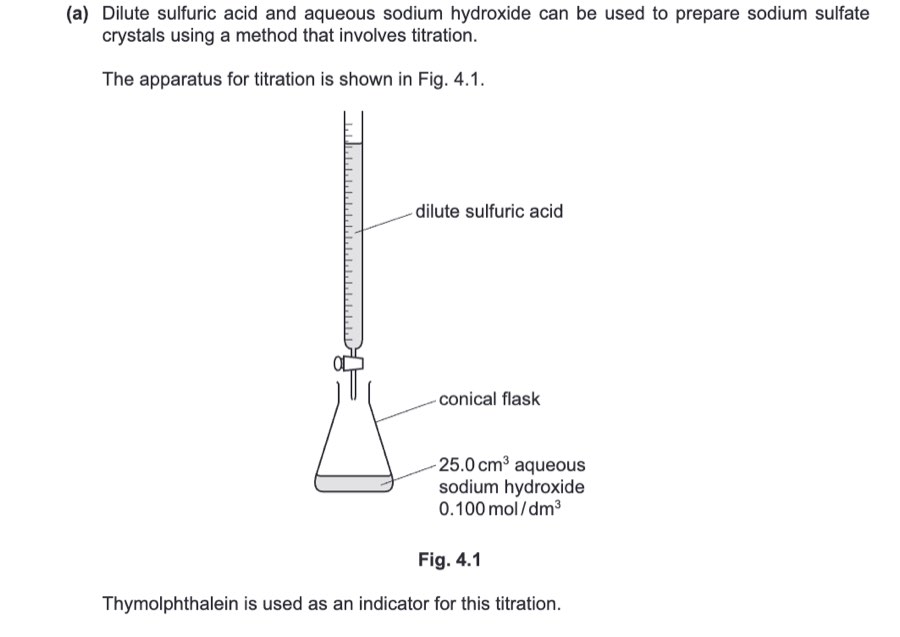 (a) Dilute sulfuric acid and aqueous sodium hydroxide can be used to prepare sodium sulfate
crystals using a method that involves titration.
The apparatus for titration is shown in Fig. 4.1.
dilute sulfuric acid
conical flask
25.0 cm³ aqueous
sodium hydroxide
0.100 mol/dm³
Fig. 4.1
Thymolphthalein is used as an indicator for this titration.